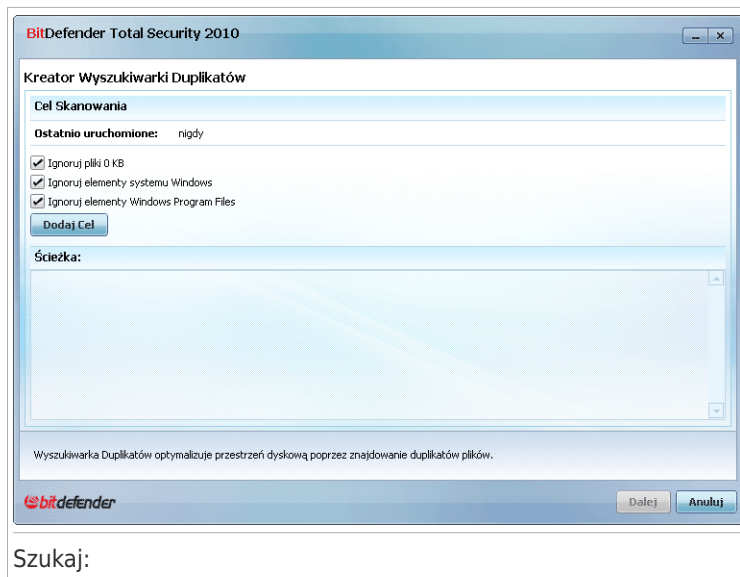 BitDefender Total Security 2010
Kreator Wyszukiwarki Duplikatów
Cel Skanowania
Ostatnio uruchomione: nigdy
Ignoruj pliki 0 KB
Ignoruj elementy systemu Windows
Ignoruj elementy Windows Program Files
Dodaj Cel
Ścieżka:
Wyszukiwarka Duplikatów optymalizuje przestrzeń dyskową poprzez znajdowanie duplikatów plików.
bitdefender
Dalej Anuluj
Szukaj: